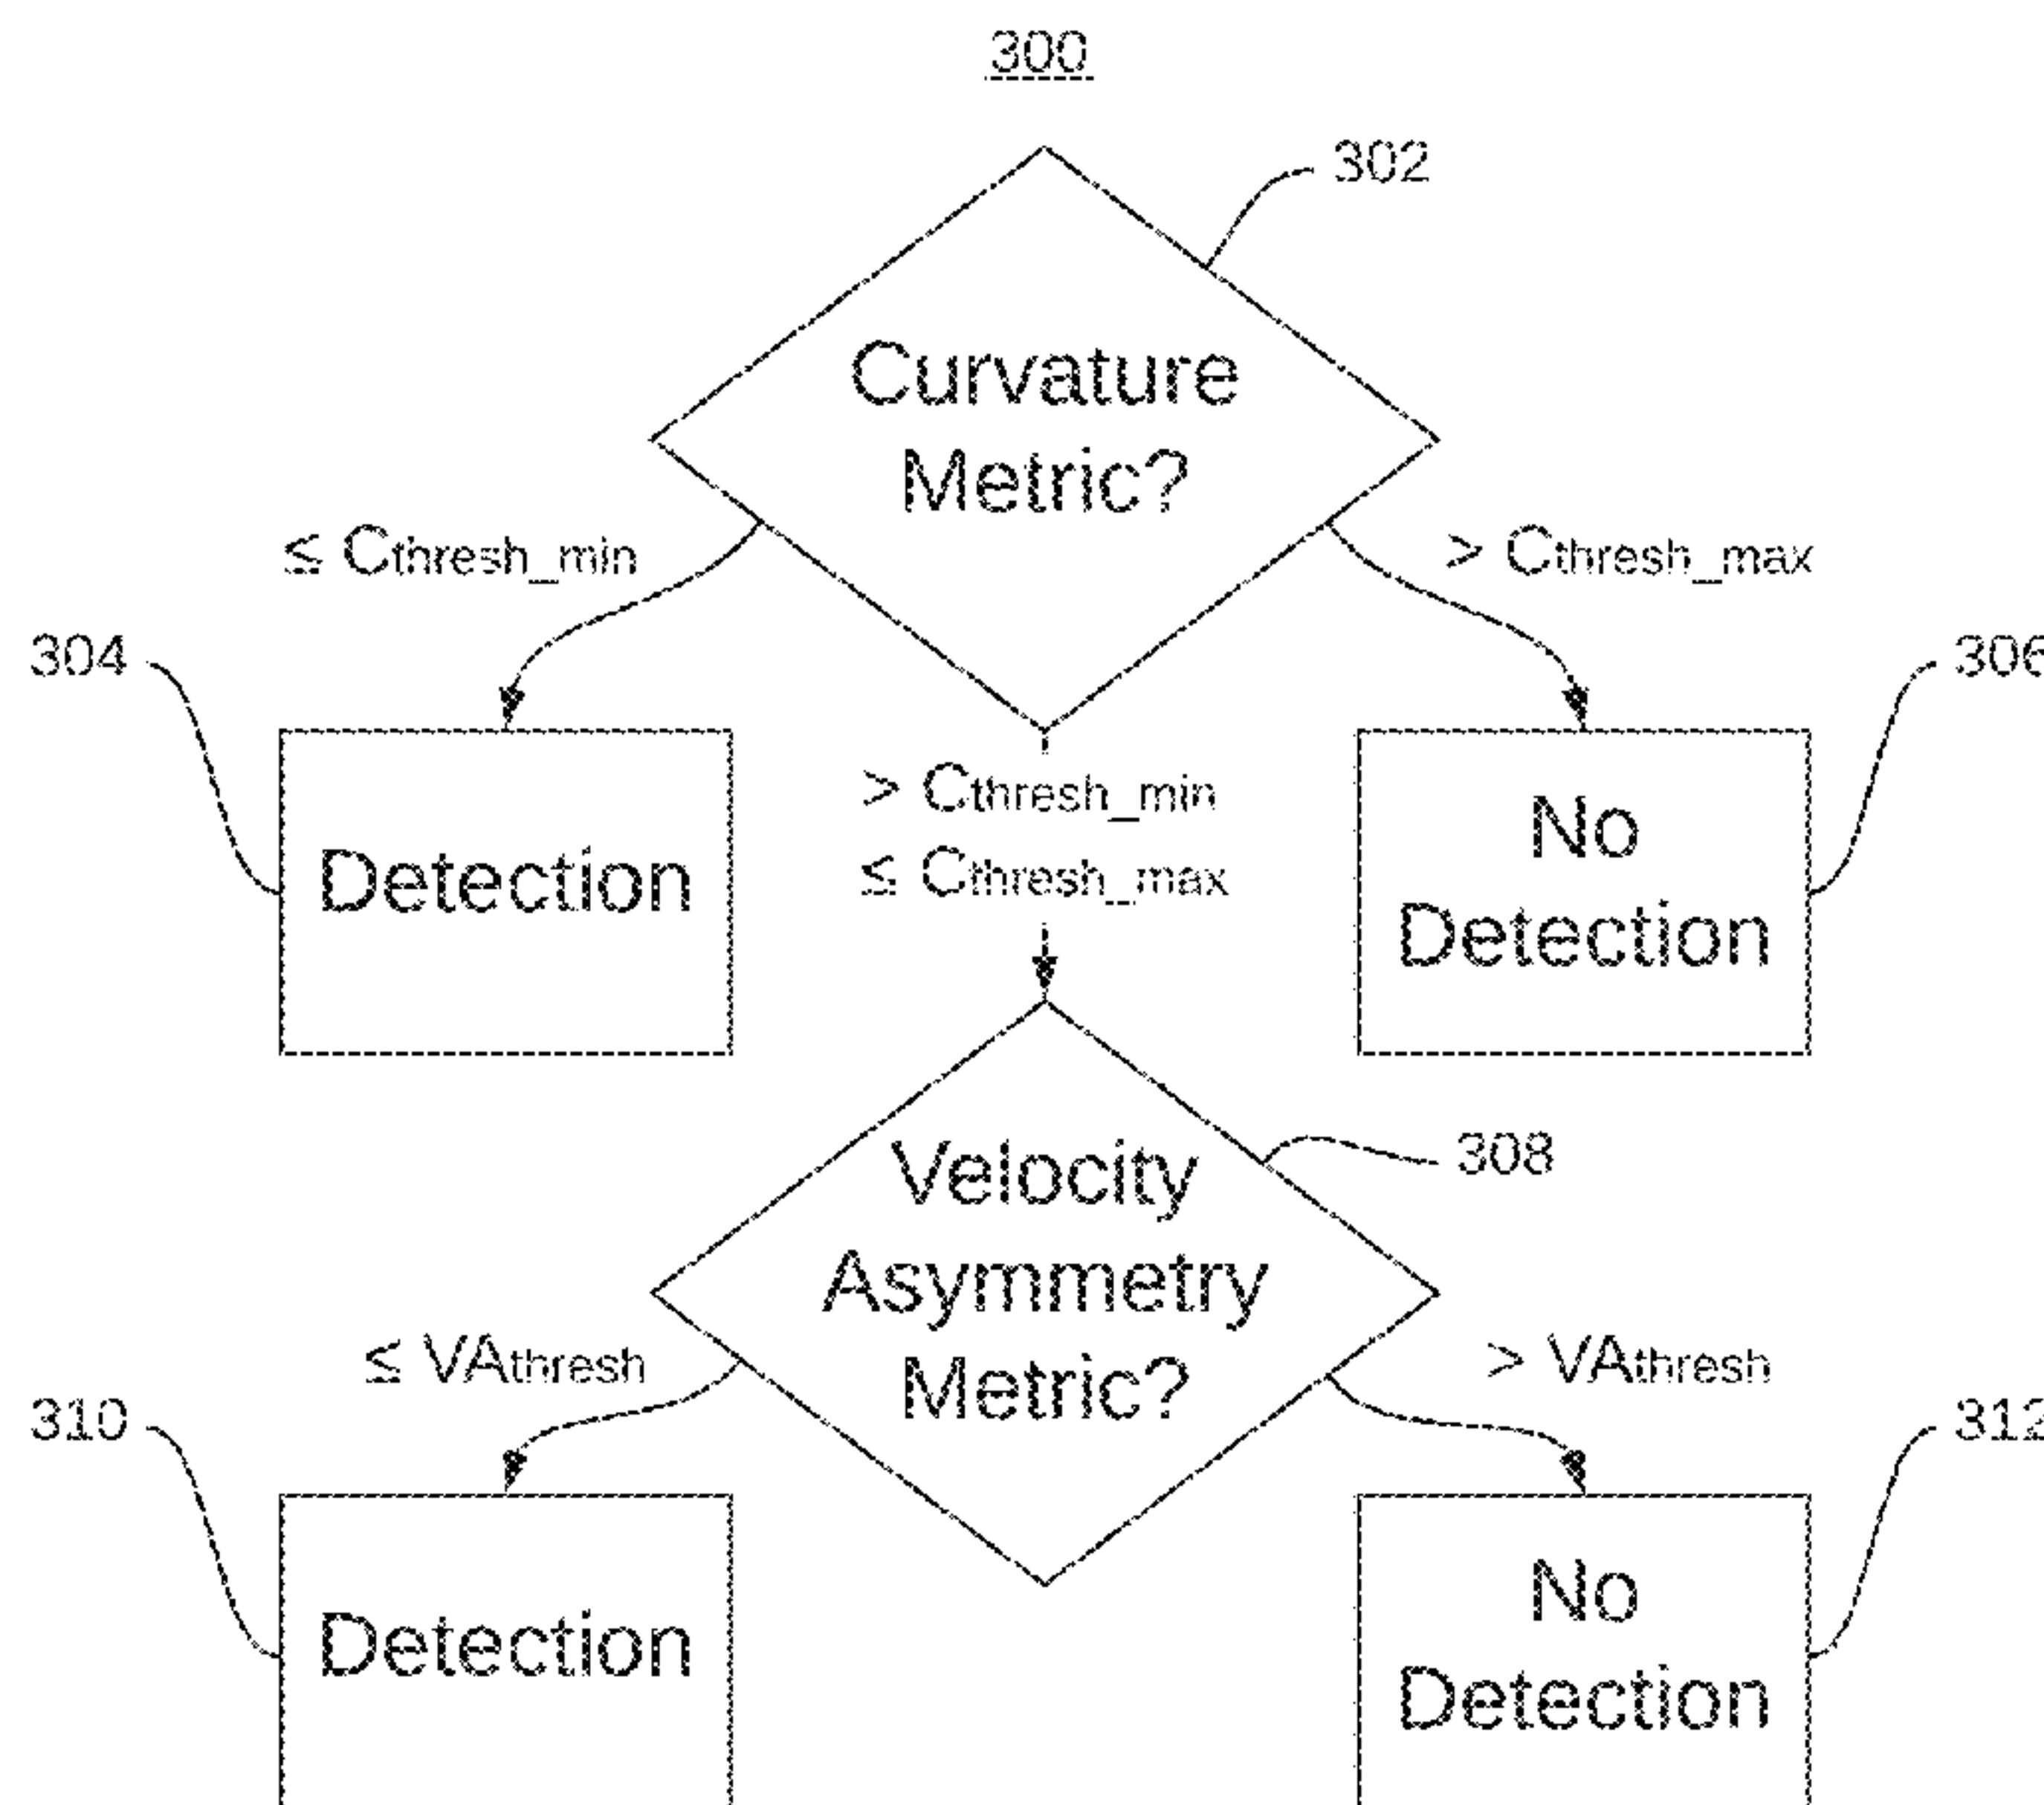 300
302
Curvature
Metric?
≤ Cthresh_min
> Cthresh_max
304
306
> Cthresh_min
≤ Cthresh_max
Detection
No
Detection
308
Velocity
Asymmetry
Metric?
≤ VAthresh
> VAthresh
310
312
Detection
No
Detection